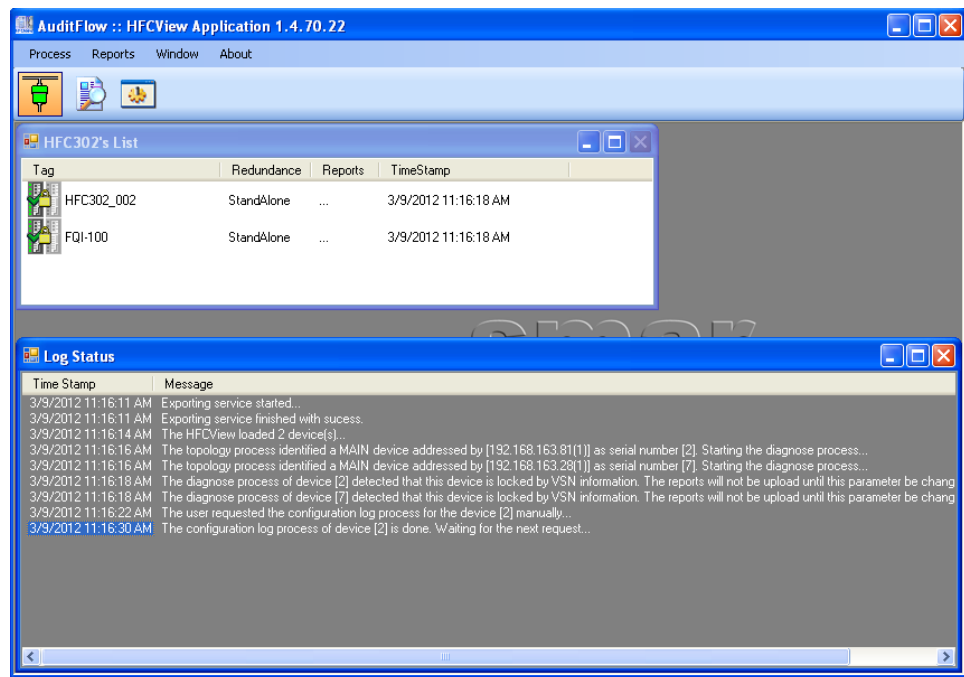 AuditFlow :: HFCView Application 1.4.70.22
Process Reports Window About
HFC302's List
Tag Redundance Reports TimeStamp
HFC302_002 StandAlone ... 3/9/2012 11:16:18 AM
FQI-100 StandAlone ... 3/9/2012 11:16:18 AM
smar
Log Status
Time Stamp Message
3/9/2012 11:16:11 AM Exporting service started...
3/9/2012 11:16:11 AM Exporting service finished with sucess.
3/9/2012 11:16:14 AM The HFCView loaded 2 device(s)...
3/9/2012 11:16:16 AM The topology process identified a MAIN device addressed by [192.168.163.81(1)] as serial number [2]. Starting the diagnose process...
3/9/2012 11:16:16 AM The topology process identified a MAIN device addressed by [192.168.163.28(1)] as serial number [7]. Starting the diagnose process...
3/9/2012 11:16:18 AM The diagnose process of device [2] detected that this device is locked by VSN information. The reports will not be upload until this parameter be chang
3/9/2012 11:16:18 AM The diagnose process of device [7] detected that this device is locked by VSN information. The reports will not be upload until this parameter be chang
3/9/2012 11:16:22 AM The user requested the configuration log process for the device [2] manually...
3/9/2012 11:16:30 AM The configuration log process of device [2] is done. Waiting for the next request...